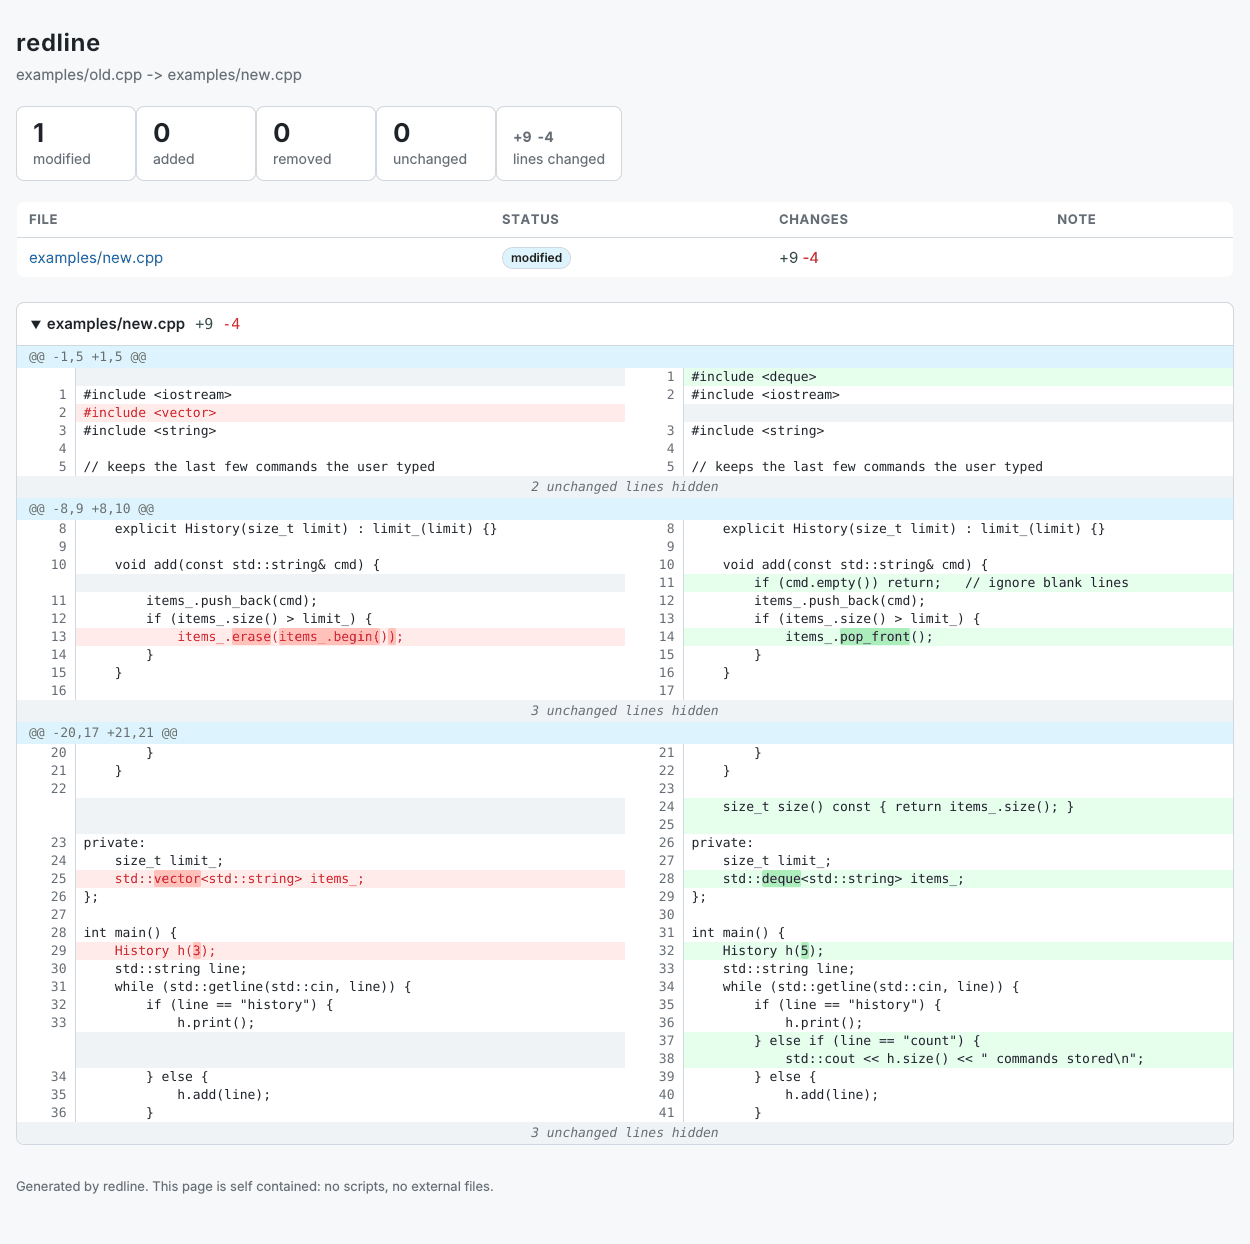 redline
examples/old.cpp -> examples/new.cpp
1 0 0 0 +9 -4
modified added removed unchanged lines changed
FILE STATUS CHANGES NOTE
examples/new.cpp modified +9 -4
▼ examples/new.cpp +9 -4
@@ -1,5 +1,5 @@
1 #include <deque>
1 #include <iostream> 2 #include <iostream>
2 #include <vector>
3 #include <string> 3 #include <string>
4 4
5 // keeps the last few commands the user typed 5 // keeps the last few commands the user typed
2 unchanged lines hidden
@@ -8,9 +8,10 @@
8     explicit History(size_t limit) : limit_(limit) {} 8     explicit History(size_t limit) : limit_(limit) {}
9 9
10     void add(const std::string& cmd) { 10     void add(const std::string& cmd) {
11         if (cmd.empty()) return;   // ignore blank lines
11         items_.push_back(cmd); 12         items_.push_back(cmd);
12         if (items_.size() > limit_) { 13         if (items_.size() > limit_) {
13             items_.erase(items_.begin()); 14             items_.pop_front();
14         } 15         }
15     } 16     }
16 17
3 unchanged lines hidden
@@ -20,17 +21,21 @@
20         } 21         }
21     } 22     }
22 23
24     size_t size() const { return items_.size(); }
25
23 private: 26 private:
24     size_t limit_; 27     size_t limit_;
25     std::vector<std::string> items_; 28     std::deque<std::string> items_;
26 }; 29 };
27 30
28 int main() { 31 int main() {
29     History h(3); 32     History h(5);
30     std::string line; 33     std::string line;
31     while (std::getline(std::cin, line)) { 34     while (std::getline(std::cin, line)) {
32         if (line == "history") { 35         if (line == "history") {
33             h.print(); 36             h.print();
37         } else if (line == "count") {
38             std::cout << h.size() << " commands stored\n";
34         } else { 39         } else {
35             h.add(line); 40             h.add(line);
36         } 41         }
3 unchanged lines hidden
Generated by redline. This page is self contained: no scripts, no external files.